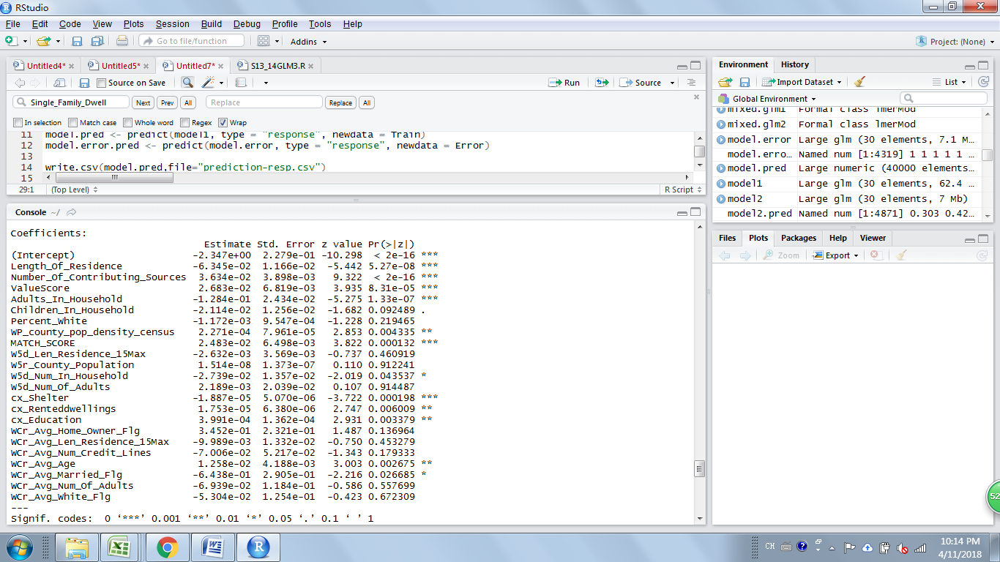 RStudio
File Edit Code View Plots Session Build Debug Profile Tools Help
Go to file/function Addins Project: (None)
Untitled4* Untitled5* Untitled7* S13_14GLM3.R
Source on Save Run Source
Single_Family_Dwell Next Prev All Replace Replace All
In selection Match case Whole word Regex Wrap
11 model.pred <- predict(model1, type = "response", newdata = Train)
12 model.error.pred <- predict(model.error, type = "response", newdata = Error)
13
14 write.csv(model.pred,file="prediction-resp.csv")
15
29:1 (Top Level) R Script
Console ~/
Coefficients:
Estimate Std. Error z value Pr(>|z|)
(Intercept) -2.347e+00 2.279e-01 -10.298 < 2e-16 ***
Length_Of_Residence -6.345e-02 1.166e-02 -5.442 5.27e-08 ***
Number_Of_Contributing_Sources 3.634e-02 3.898e-03 9.322 < 2e-16 ***
ValueScore 2.683e-02 6.819e-03 3.935 8.31e-05 ***
Adults_In_Household -1.284e-01 2.434e-02 -5.275 1.33e-07 ***
Children_In_Household -2.114e-02 1.256e-02 -1.682 0.092489 .
Percent_White -1.172e-03 9.547e-04 -1.228 0.219465
WP_county_pop_density_census 2.271e-04 7.961e-05 2.853 0.004335 **
MATCH_SCORE 2.483e-02 6.498e-03 3.822 0.000132 ***
W5d_Len_Residence_15Max -2.632e-03 3.569e-03 -0.737 0.460919
W5r_County_Population 1.514e-08 1.373e-07 0.110 0.912241
W5d_Num_In_Household -2.739e-02 1.357e-02 -2.019 0.043537 *
W5d_Num_Of_Adults 2.189e-03 2.039e-02 0.107 0.914487
cx_Shelter -1.887e-05 5.070e-06 -3.722 0.000198 ***
cx_Renteddwellings 1.753e-05 6.380e-06 2.747 0.006009 **
cx_Education 3.991e-04 1.362e-04 2.931 0.003379 **
WCr_Avg_Home_Owner_Flg 3.452e-01 2.321e-01 1.487 0.136964
WCr_Avg_Len_Residence_15Max -9.989e-03 1.332e-02 -0.750 0.453279
WCr_Avg_Num_Credit_Lines -7.006e-02 5.217e-02 -1.343 0.179333
WCr_Avg_Age 1.258e-02 4.188e-03 3.003 0.002675 **
WCr_Avg_Married_Flg -6.438e-01 2.905e-01 -2.216 0.026685 *
WCr_Avg_Num_Of_Adults -6.939e-02 1.184e-01 -0.586 0.557699
WCr_Avg_White_Flg -5.304e-02 1.254e-01 -0.423 0.672309
---
Signif. codes: 0 ‘***’ 0.001 ‘**’ 0.01 ‘*’ 0.05 ‘.’ 0.1 ‘ ’ 1
Environment History
Import Dataset List
Global Environment
mixed.glm1 Formal class lmerMod
mixed.glm2 Formal class lmerMod
model.error Large glm (30 elements, 7.1 M…
model.erro… Named num [1:4319] 1 1 1 1 1 …
model.pred Large numeric (40000 elements…
model1 Large glm (30 elements, 62.4 …
model2 Large glm (30 elements, 7 Mb)
model2.pred Named num [1:4871] 0.303 0.42…
Files Plots Packages Help Viewer
Zoom Export
52
CH
10:14 PM
4/11/2018